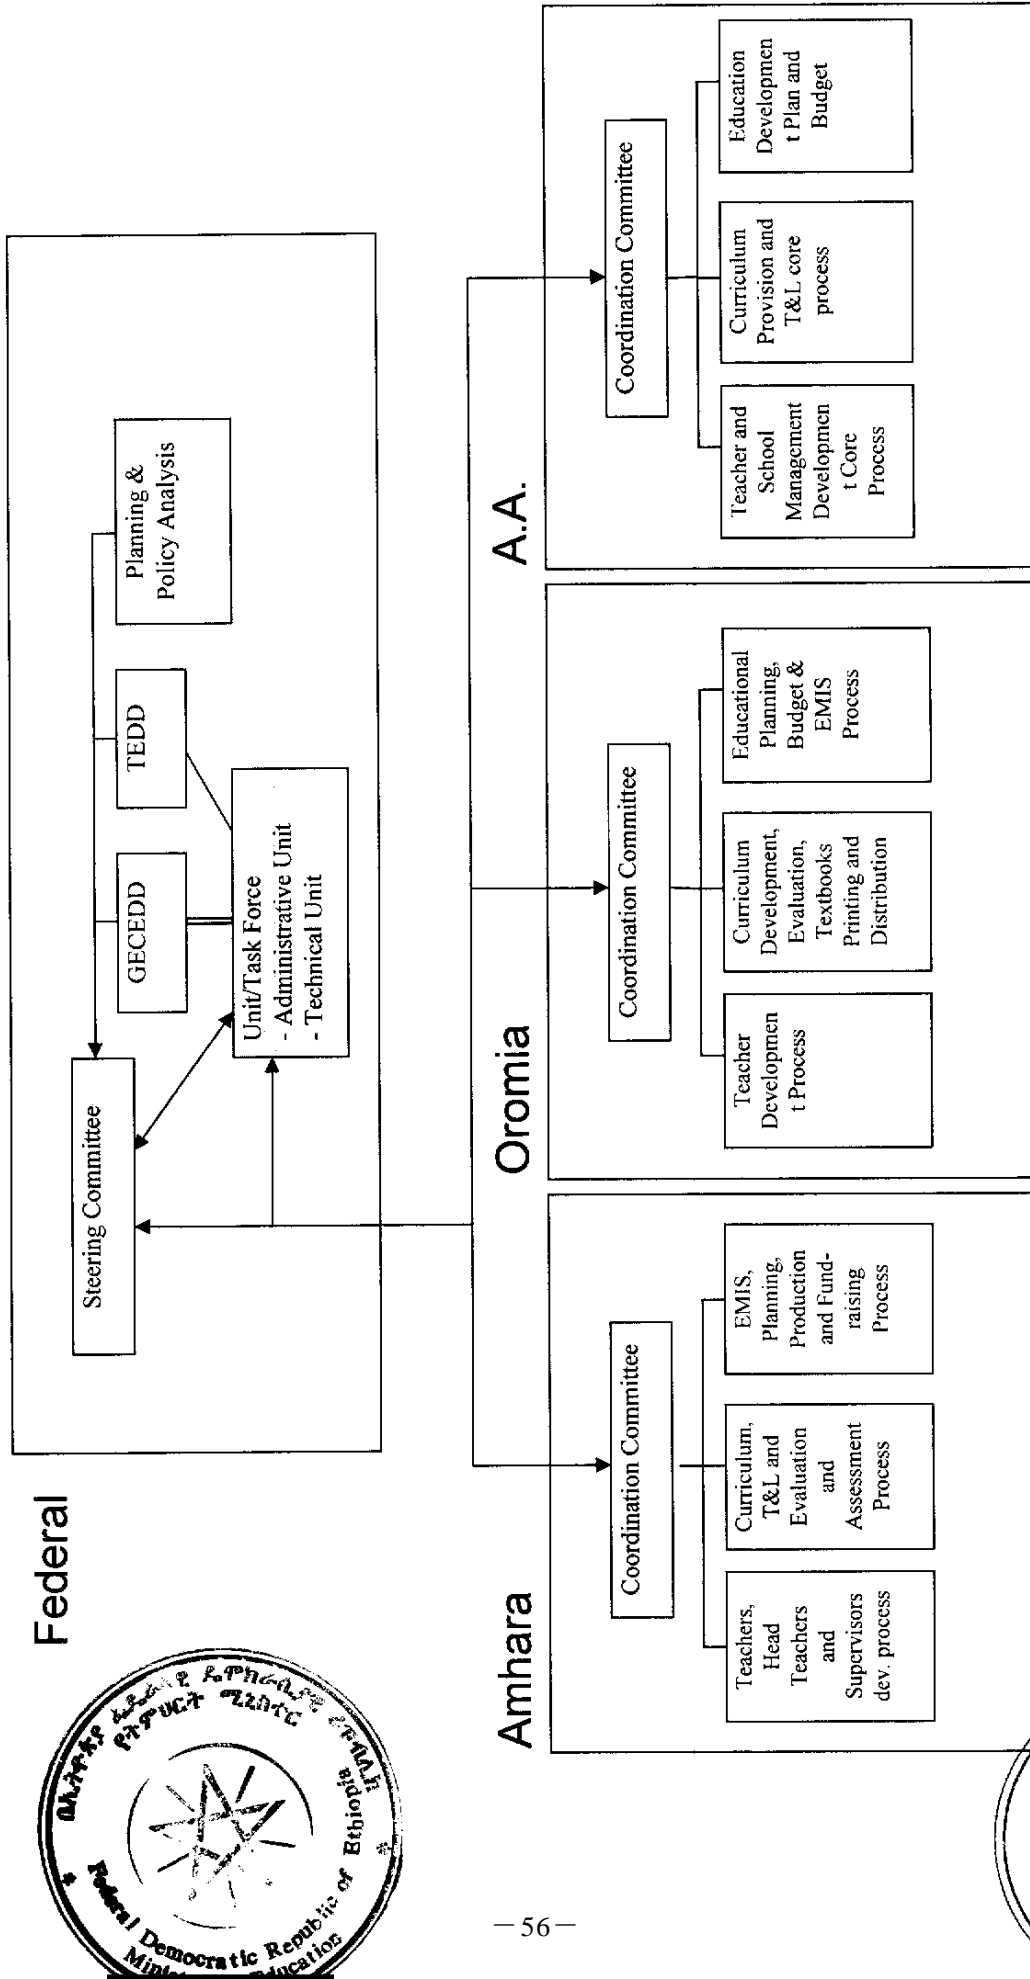 Federal
Steering Committee
GECEDD
TEDD
Planning &
Policy Analysis
Unit/Task Force
- Administrative Unit
- Technical Unit
Amhara
Coordination Committee
Teachers,
Head
Teachers
and
Supervisors
dev. process
Curriculum,
T&L and
Evaluation
and
Assessment
Process
EMIS,
Planning,
Production
and Fund-
raising
Process
Oromia
Coordination Committee
Teacher
Developmen
t Process
Curriculum
Development,
Evaluation,
Textbooks
Printing and
Distribution
Educational
Planning,
Budget &
EMIS
Process
A.A.
Coordination Committee
Teacher and
School
Management
Developmen
t Core
Process
Curriculum
Provision and
T&L core
process
Education
Developmen
t Plan and
Budget
የትምህርት ሚኒስቴር
Federal Democratic Republic of Ethiopia
Education
—56—